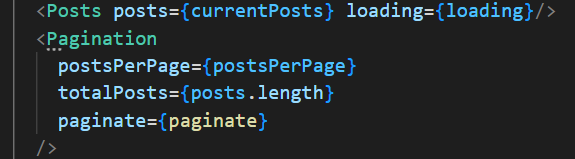 <Posts posts={currentPosts} loading={loading}/>
<Pagination
postsPerPage={postsPerPage}
totalPosts={posts.length}
paginate={paginate}
/>